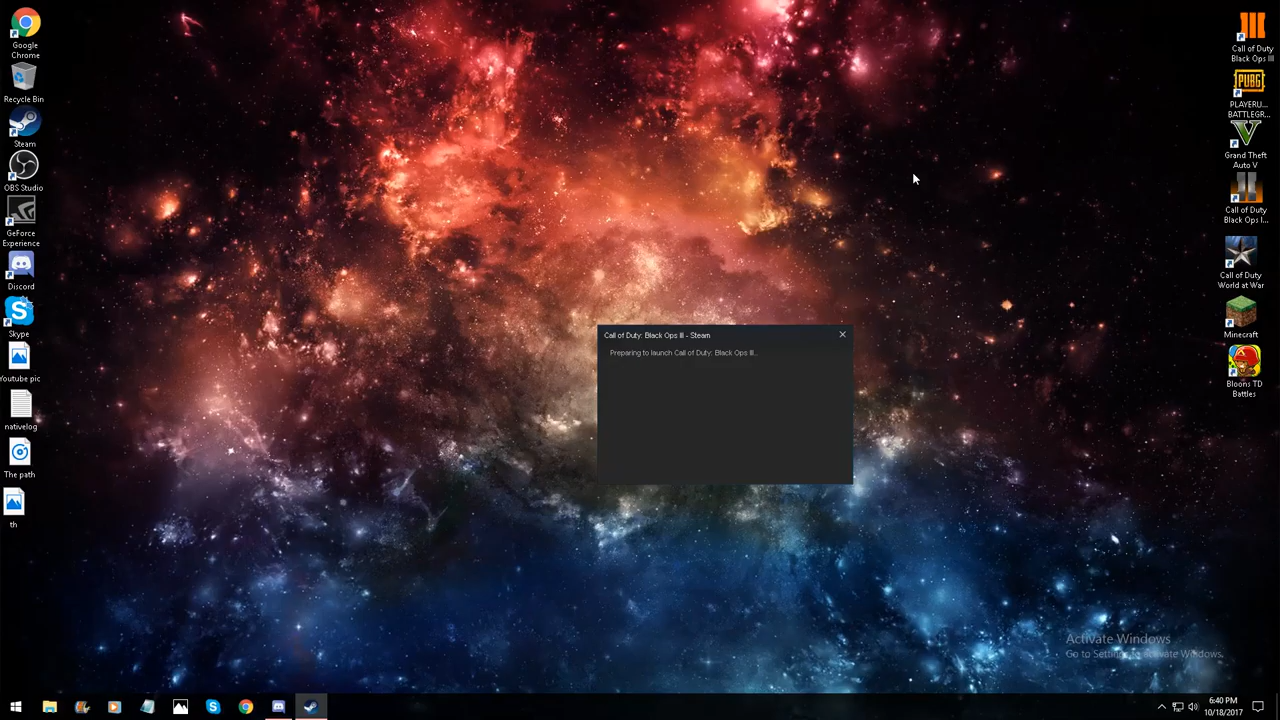 Google
Chrome
Recycle Bin
Steam
OBS Studio
GeForce
Experience
Discord
Skype
Youtube pic
nativelog
The path
th
Call of Duty
Black Ops III
PUBG
PLAYERU...
BATTLEGR...
Grand Theft
Auto V
Call of Duty
Black Ops I...
Call of Duty
World at War
Minecraft
Bloons TD
Battles
Call of Duty: Black Ops III - Steam
Preparing to launch Call of Duty: Black Ops III...
Activate Windows
Go to Settings to activate Windows.
6:40 PM
10/18/2017